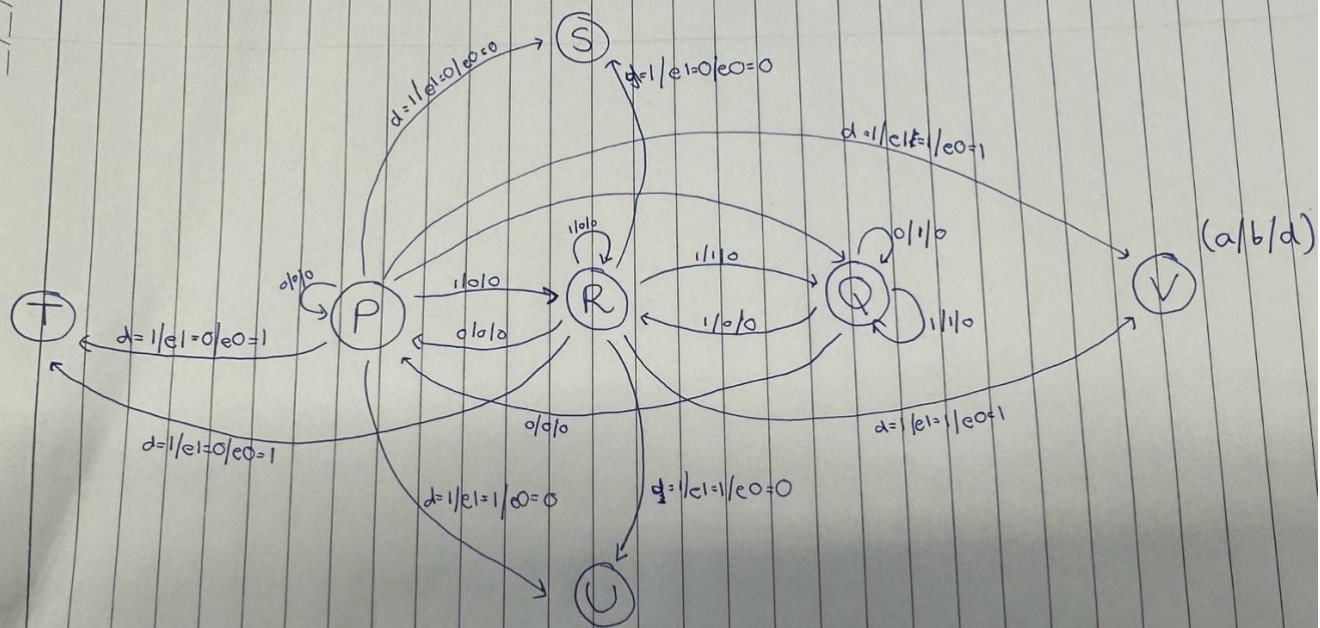 S
d=1/e1=0/e0=0
d=1/e1=0/e0=0
d=1/e1=1/e0=1
(a/b/d)
0/0/0
1/0/0
1/0/0
1/1/0
0/1/0
T
P
R
Q
V
d=1/e1=0/e0=1
0/0/0
1/0/0
1/1/0
0/0/0
d=1/e1=0/e0=1
d=1/e1=1/e0=1
d=1/e1=1/e0=0
d=1/e1=1/e0=0
U